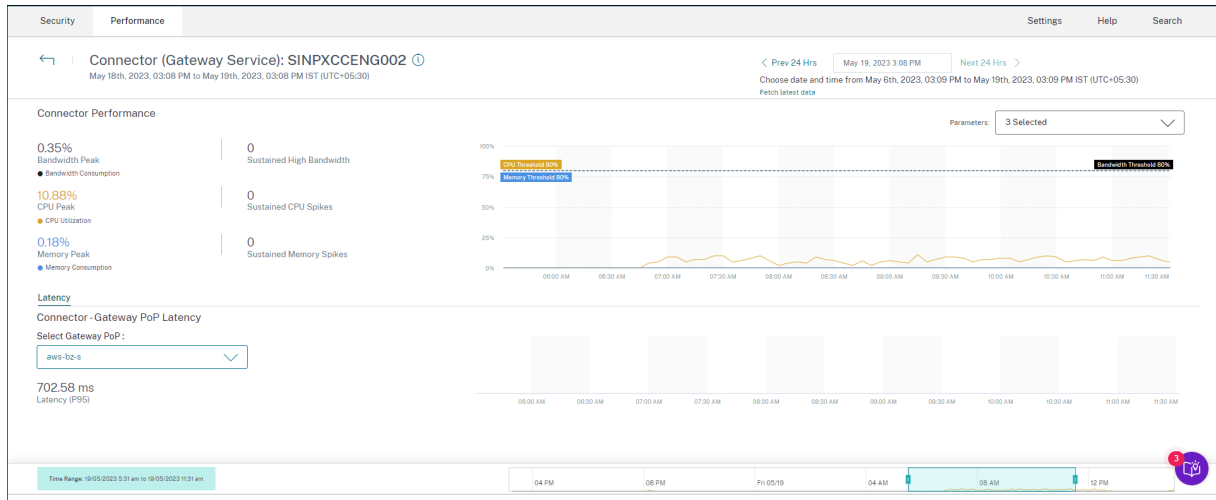 Security Performance Settings Help Search
Connector (Gateway Service): SINPXCCENG002
May 18th, 2023, 03:08 PM to May 19th, 2023, 03:08 PM IST (UTC+05:30)
Prev 24 Hrs May 19, 2023 3:08 PM Next 24 Hrs
Choose date and time from May 6th, 2023, 03:09 PM to May 19th, 2023, 03:09 PM IST (UTC+05:30)
Fetch latest data
Connector Performance
Parameters: 3 Selected
0.35% 0
Bandwidth Peak Sustained High Bandwidth
Bandwidth Consumption
10.88% 0
CPU Peak Sustained CPU Spikes
CPU Utilization
0.18% 0
Memory Peak Sustained Memory Spikes
Memory Consumption
100%
CPU Threshold 80% Bandwidth Threshold 80%
75% Memory Threshold 80%
50%
25%
0%
06:00 AM 06:30 AM 07:00 AM 07:30 AM 08:00 AM 08:30 AM 09:00 AM 09:30 AM 10:00 AM 10:30 AM 11:00 AM 11:30 AM
Latency
Connector - Gateway PoP Latency
Select Gateway PoP :
aws-bz-s
702.58 ms
Latency (P95)
06:00 AM 06:30 AM 07:00 AM 07:30 AM 08:00 AM 08:30 AM 09:00 AM 09:30 AM 10:00 AM 10:30 AM 11:00 AM 11:30 AM
Time Range: 19/05/2023 5:31 am to 19/05/2023 11:31 am
04 PM 08 PM Fri 05/19 04 AM 08 AM 12 PM
3